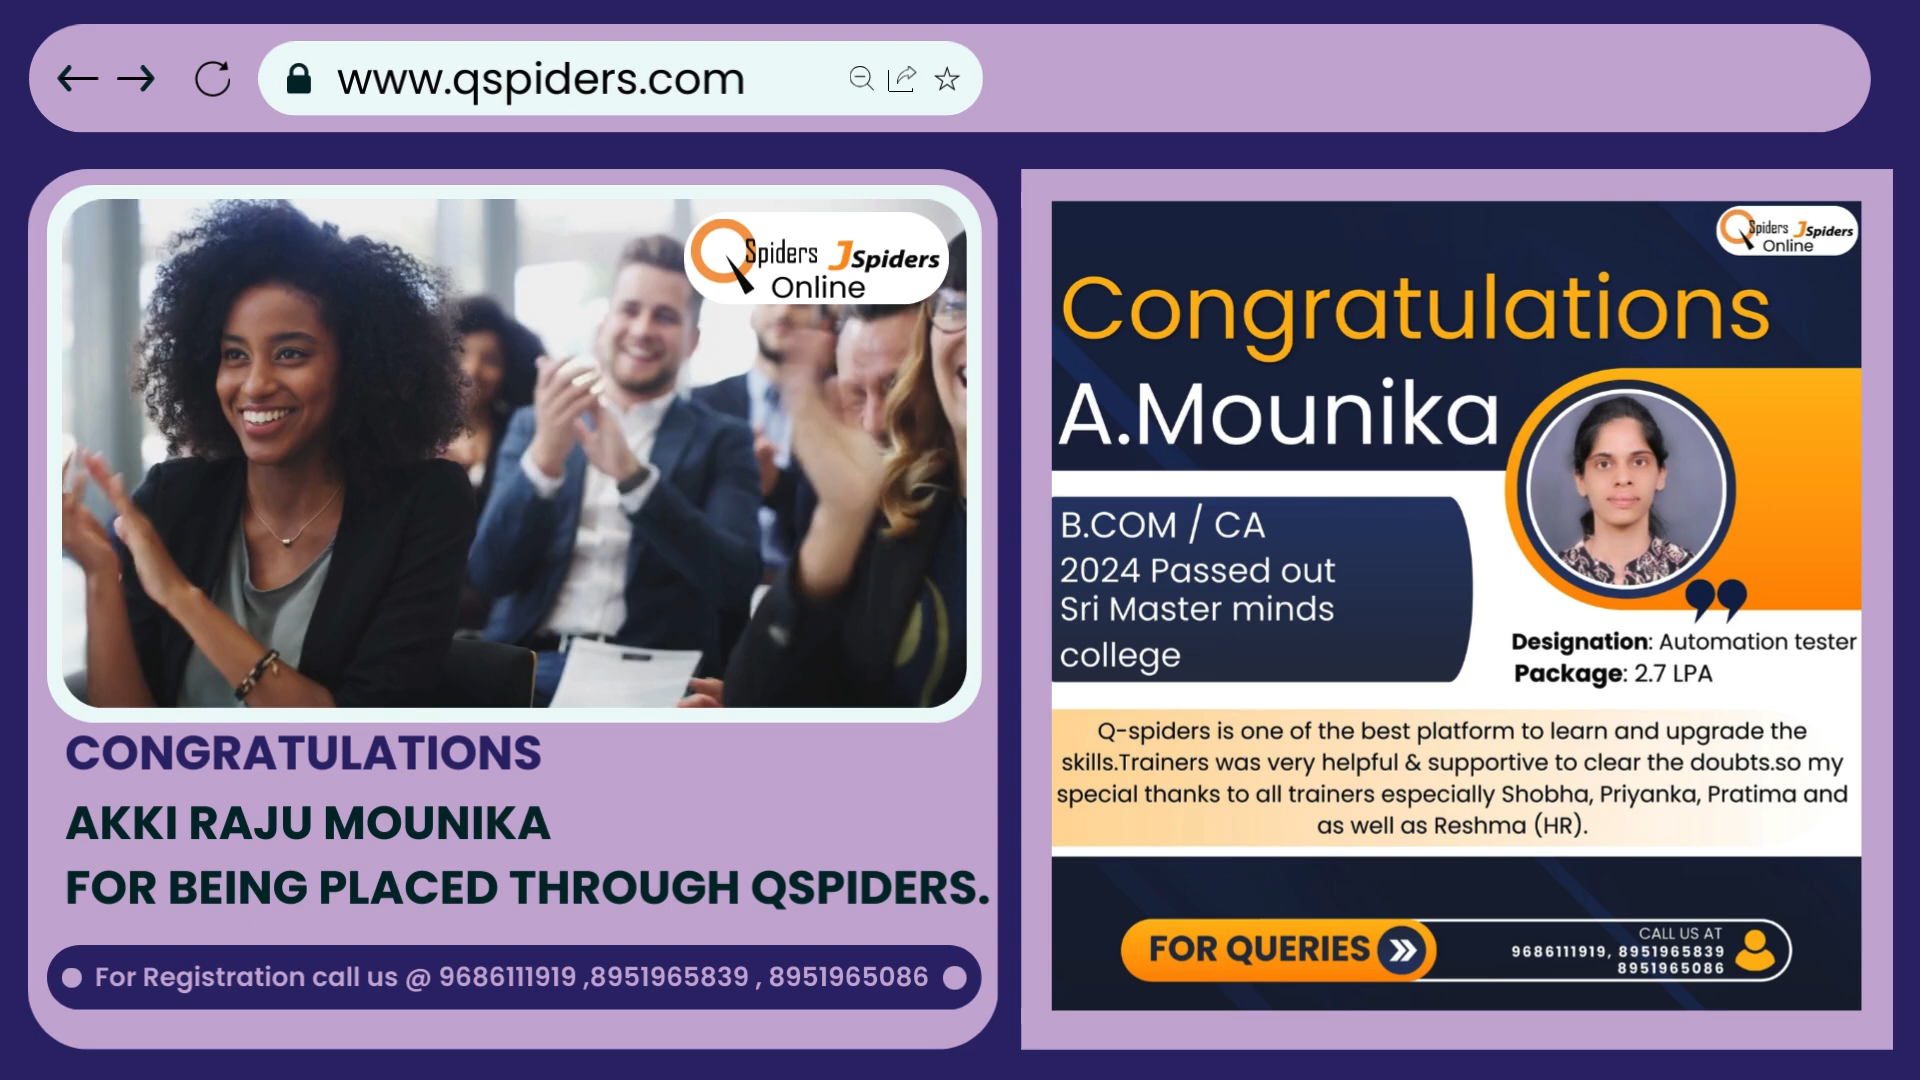 www.qspiders.com
QSpiders JSpiders
Online
CONGRATULATIONS
AKKI RAJU MOUNIKA
FOR BEING PLACED THROUGH QSPIDERS.
For Registration call us @ 9686111919 ,8951965839 , 8951965086
QSpiders JSpiders
Online
Congratulations
A.Mounika
B.COM / CA
2024 Passed out
Sri Master minds
college
Designation: Automation tester
Package: 2.7 LPA
Q-spiders is one of the best platform to learn and upgrade the
skills.Trainers was very helpful & supportive to clear the doubts.so my
special thanks to all trainers especially Shobha, Priyanka, Pratima and
as well as Reshma (HR).
FOR QUERIES
CALL US AT
9686111919, 8951965839
8951965086